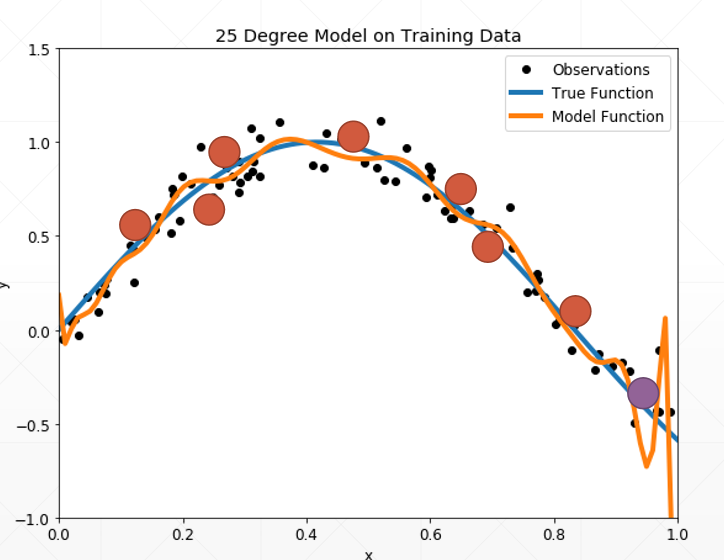 25 Degree Model on Training Data
1.5
1.0
0.5
0.0
−0.5
−1.0
y
Observations
True Function
Model Function
0.0 0.2 0.4 0.6 0.8 1.0
x